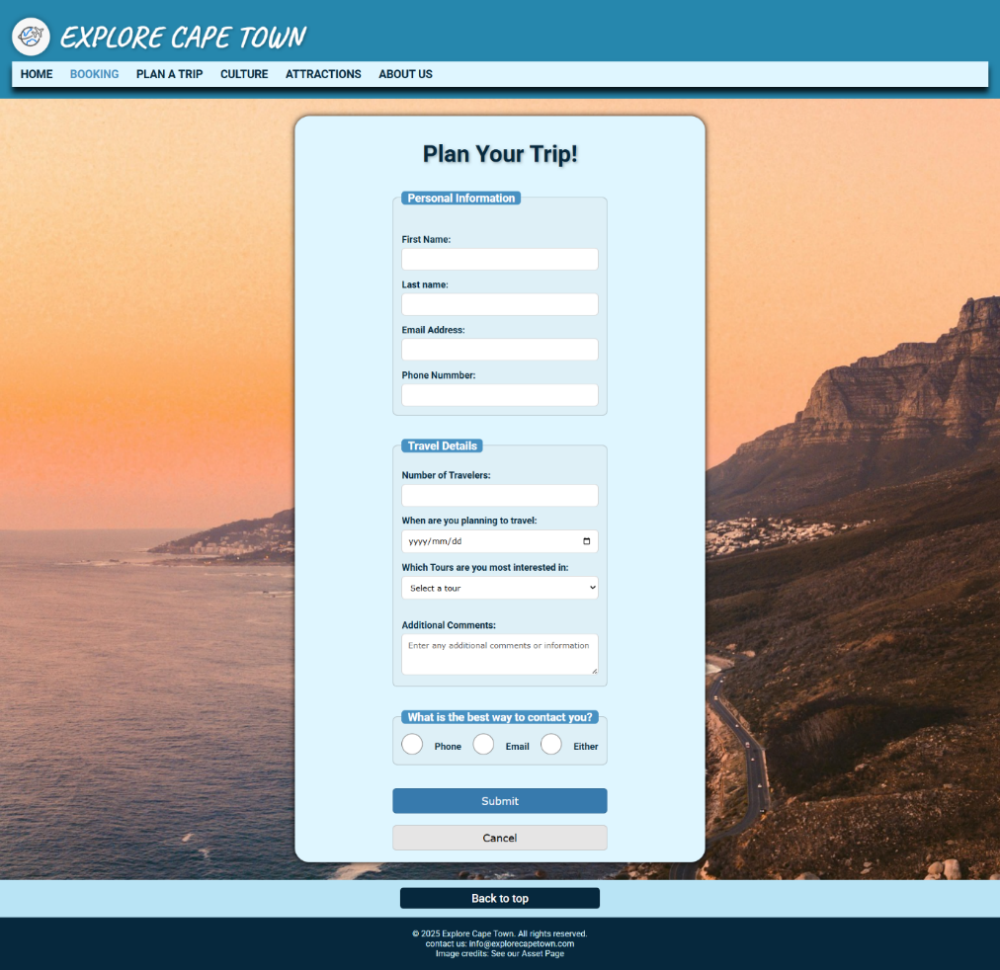 EXPLORE CAPE TOWN
HOME BOOKING PLAN A TRIP CULTURE ATTRACTIONS ABOUT US
Plan Your Trip!
Personal Information
First Name:
Last name:
Email Address:
Phone Nummber:
Travel Details
Number of Travelers:
When are you planning to travel:
yyyy/mm/dd
Which Tours are you most interested in:
Select a tour
Additional Comments:
Enter any additional comments or information
What is the best way to contact you?
Phone Email Either
Submit
Cancel
Back to top
© 2025 Explore Cape Town. All rights reserved.
contact us: info@explorecapetown.com
Image credits: See our Asset Page